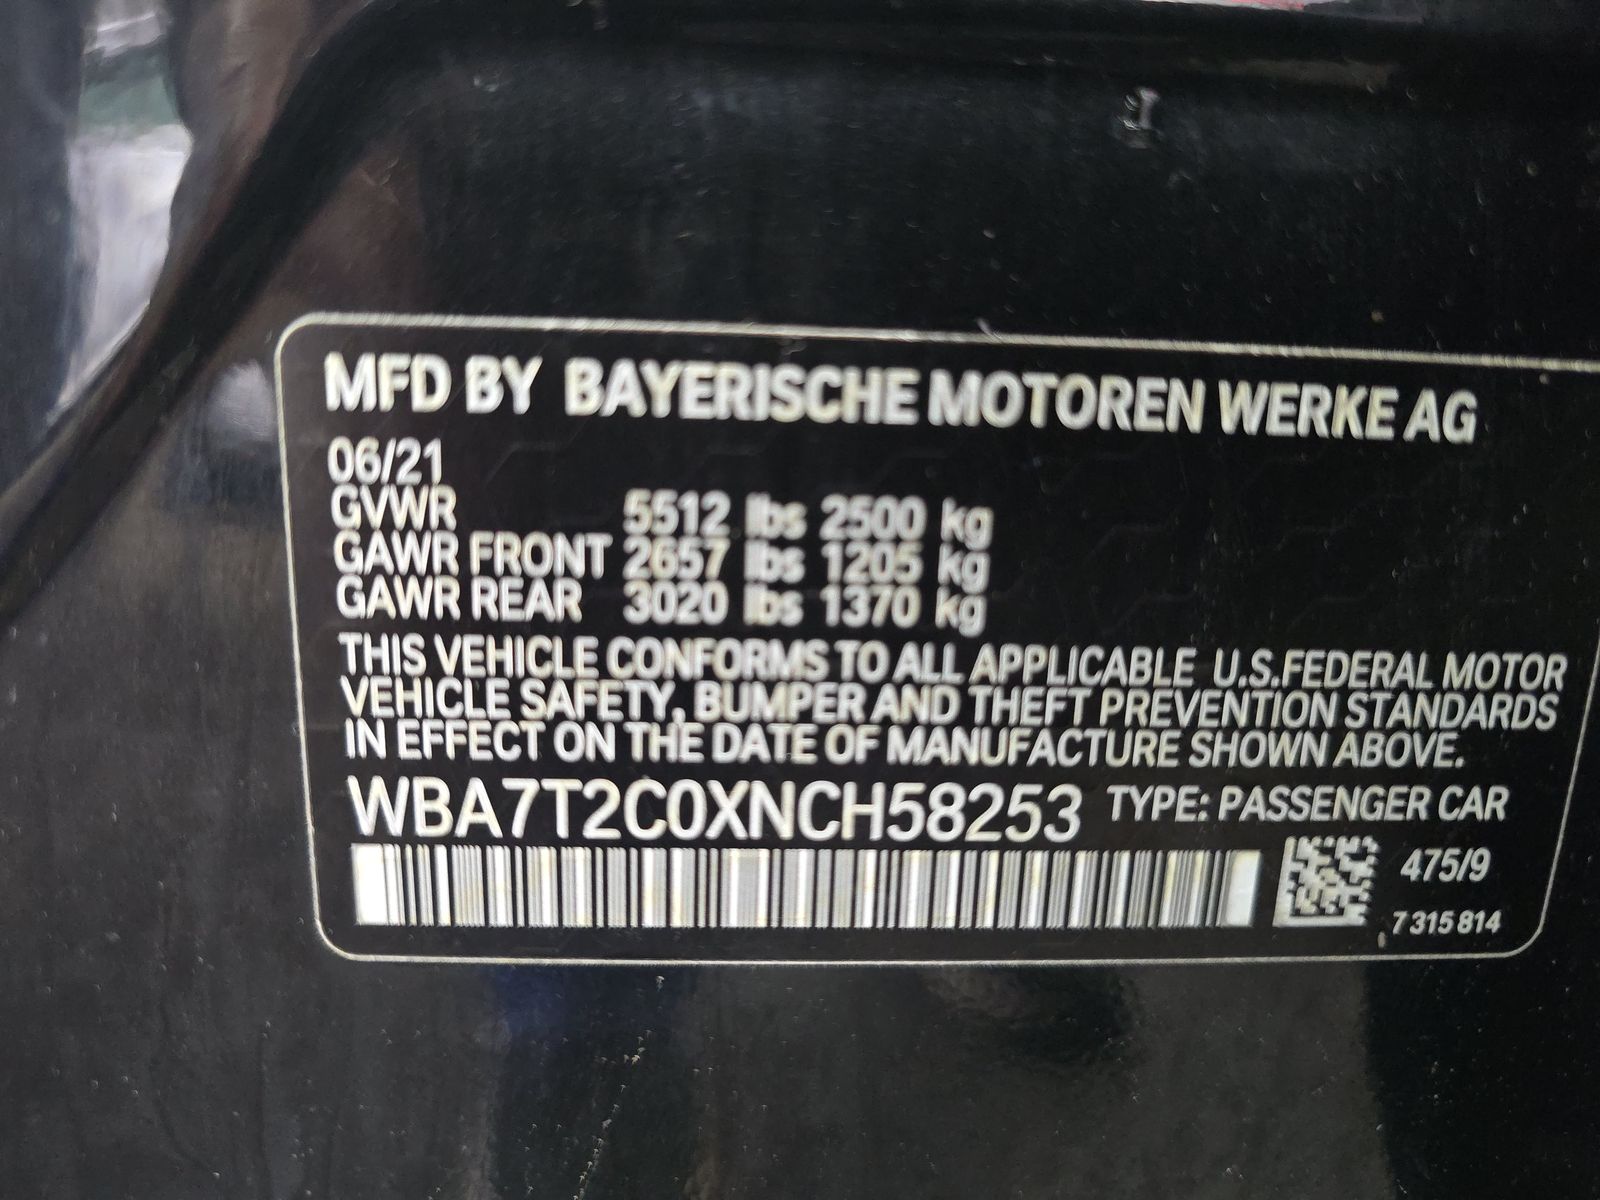 MFD BY BAYERISCHE MOTOREN WERKE AG
06/21
GVWR 5512 lbs 2500 kg
GAWR FRONT 2657 lbs 1205 kg
GAWR REAR 3020 lbs 1370 kg
THIS VEHICLE CONFORMS TO ALL APPLICABLE U.S.FEDERAL MOTOR
VEHICLE SAFETY, BUMPER AND THEFT PREVENTION STANDARDS
IN EFFECT ON THE DATE OF MANUFACTURE SHOWN ABOVE.
WBA7T2C0XNCH58253 TYPE: PASSENGER CAR
475/9
7 315 814